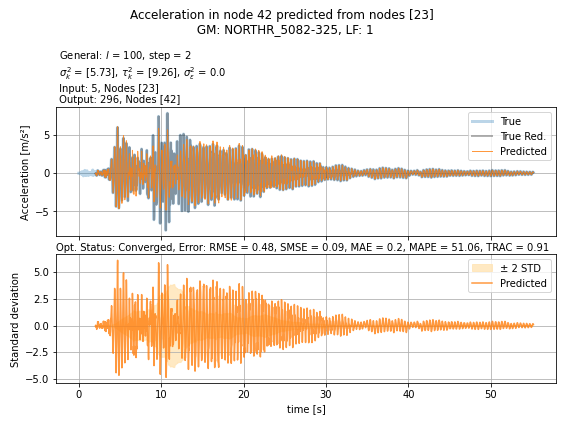 Acceleration in node 42 predicted from nodes [23]
GM: NORTHR_5082-325, LF: 1
General: l = 100, step = 2
σ²ₖ = [5.73], τ²ₖ = [9.26], σ²ₛ = 0.0
Input: 5, Nodes [23]
Output: 296, Nodes [42]
True
True Red.
Predicted
Acceleration [m/s²]
5
0
−5
Opt. Status: Converged, Error: RMSE = 0.48, SMSE = 0.09, MAE = 0.2, MAPE = 51.06, TRAC = 0.91
± 2 STD
Predicted
Standard deviation
5.0
2.5
0.0
−2.5
−5.0
0 10 20 30 40 50
time [s]